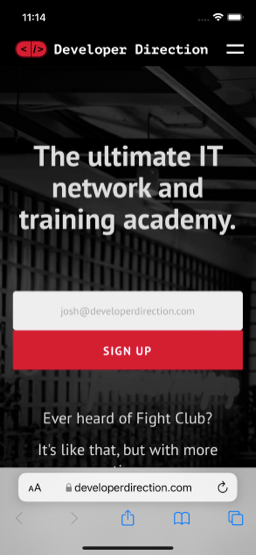 11:14
</> Developer Direction
The ultimate IT
network and
training academy.
josh@developerdirection.com
SIGN UP
Ever heard of Fight Club?
It's like that, but with more
AA developerdirection.com